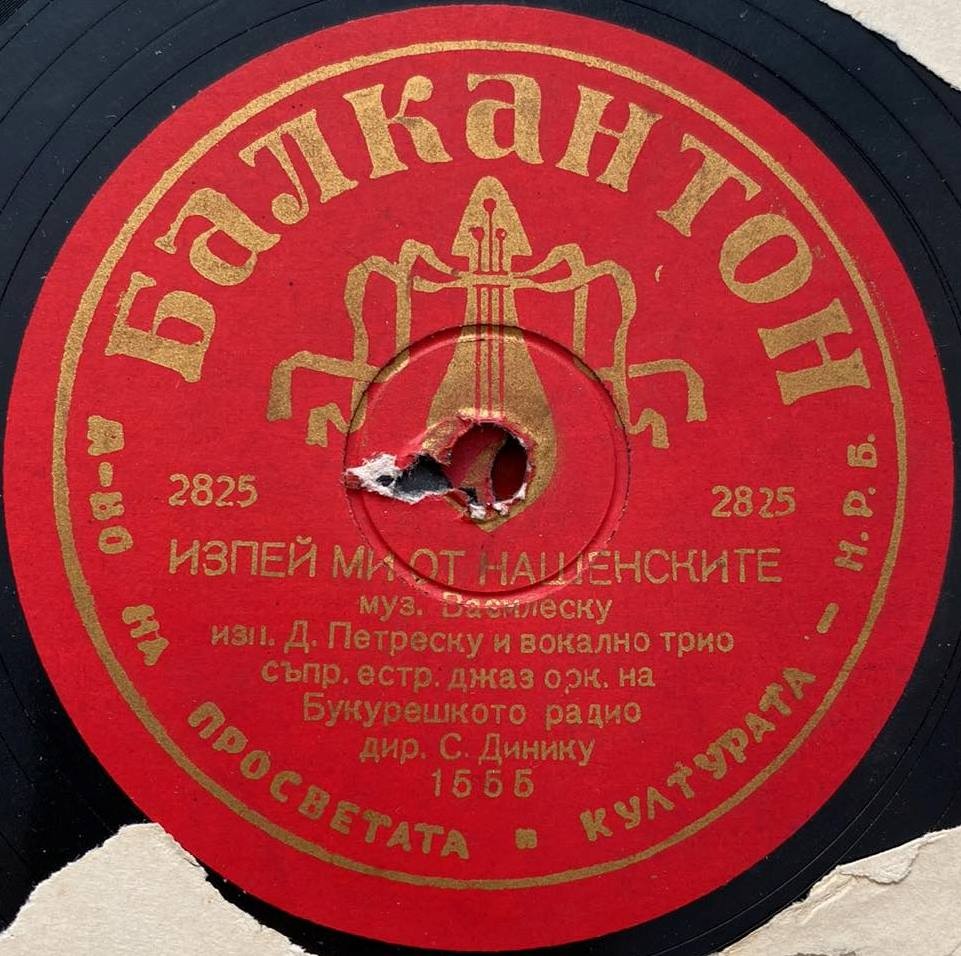 Балкантон
2825 2825
ИЗПЕЙ МИ ОТ НАШЕНСКИТЕ
муз. Василеску
изп. Д. Петреску и вокално трио
съпр. естр. джаз орк. на
Букурешкото радио
дир. С. Динику
1555
М-ВО НА ПРОСВЕТАТА И КУЛТУРАТА – Н.Р.Б.